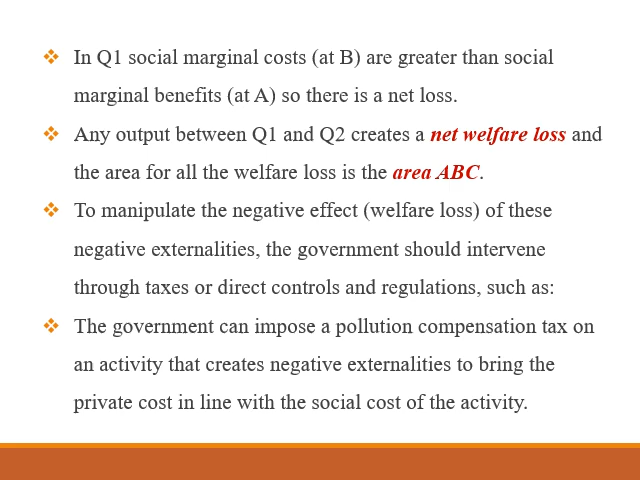 In Q1 social marginal costs (at B) are greater than social
marginal benefits (at A) so there is a net loss.
Any output between Q1 and Q2 creates a net welfare loss and
the area for all the welfare loss is the area ABC.
To manipulate the negative effect (welfare loss) of these
negative externalities, the government should intervene
through taxes or direct controls and regulations, such as:
The government can impose a pollution compensation tax on
an activity that creates negative externalities to bring the
private cost in line with the social cost of the activity.